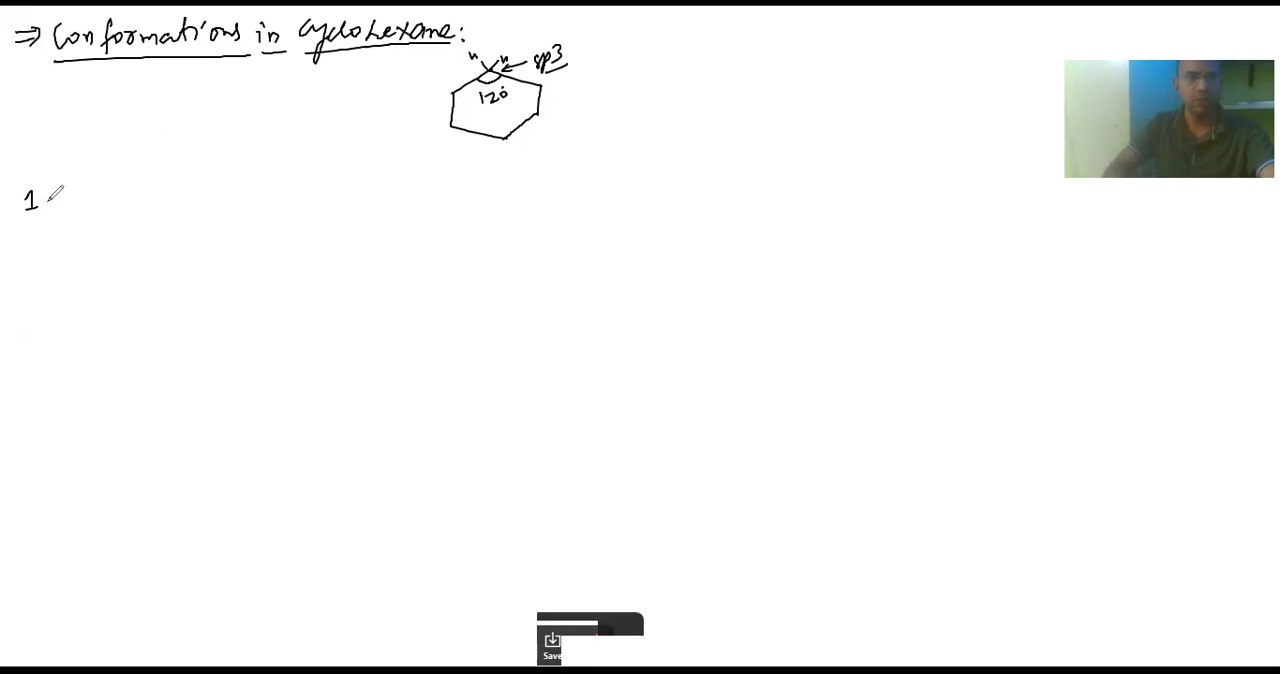 ⇒ Conformations in cyclohexane:
H H ← sp3
120°
1
Save